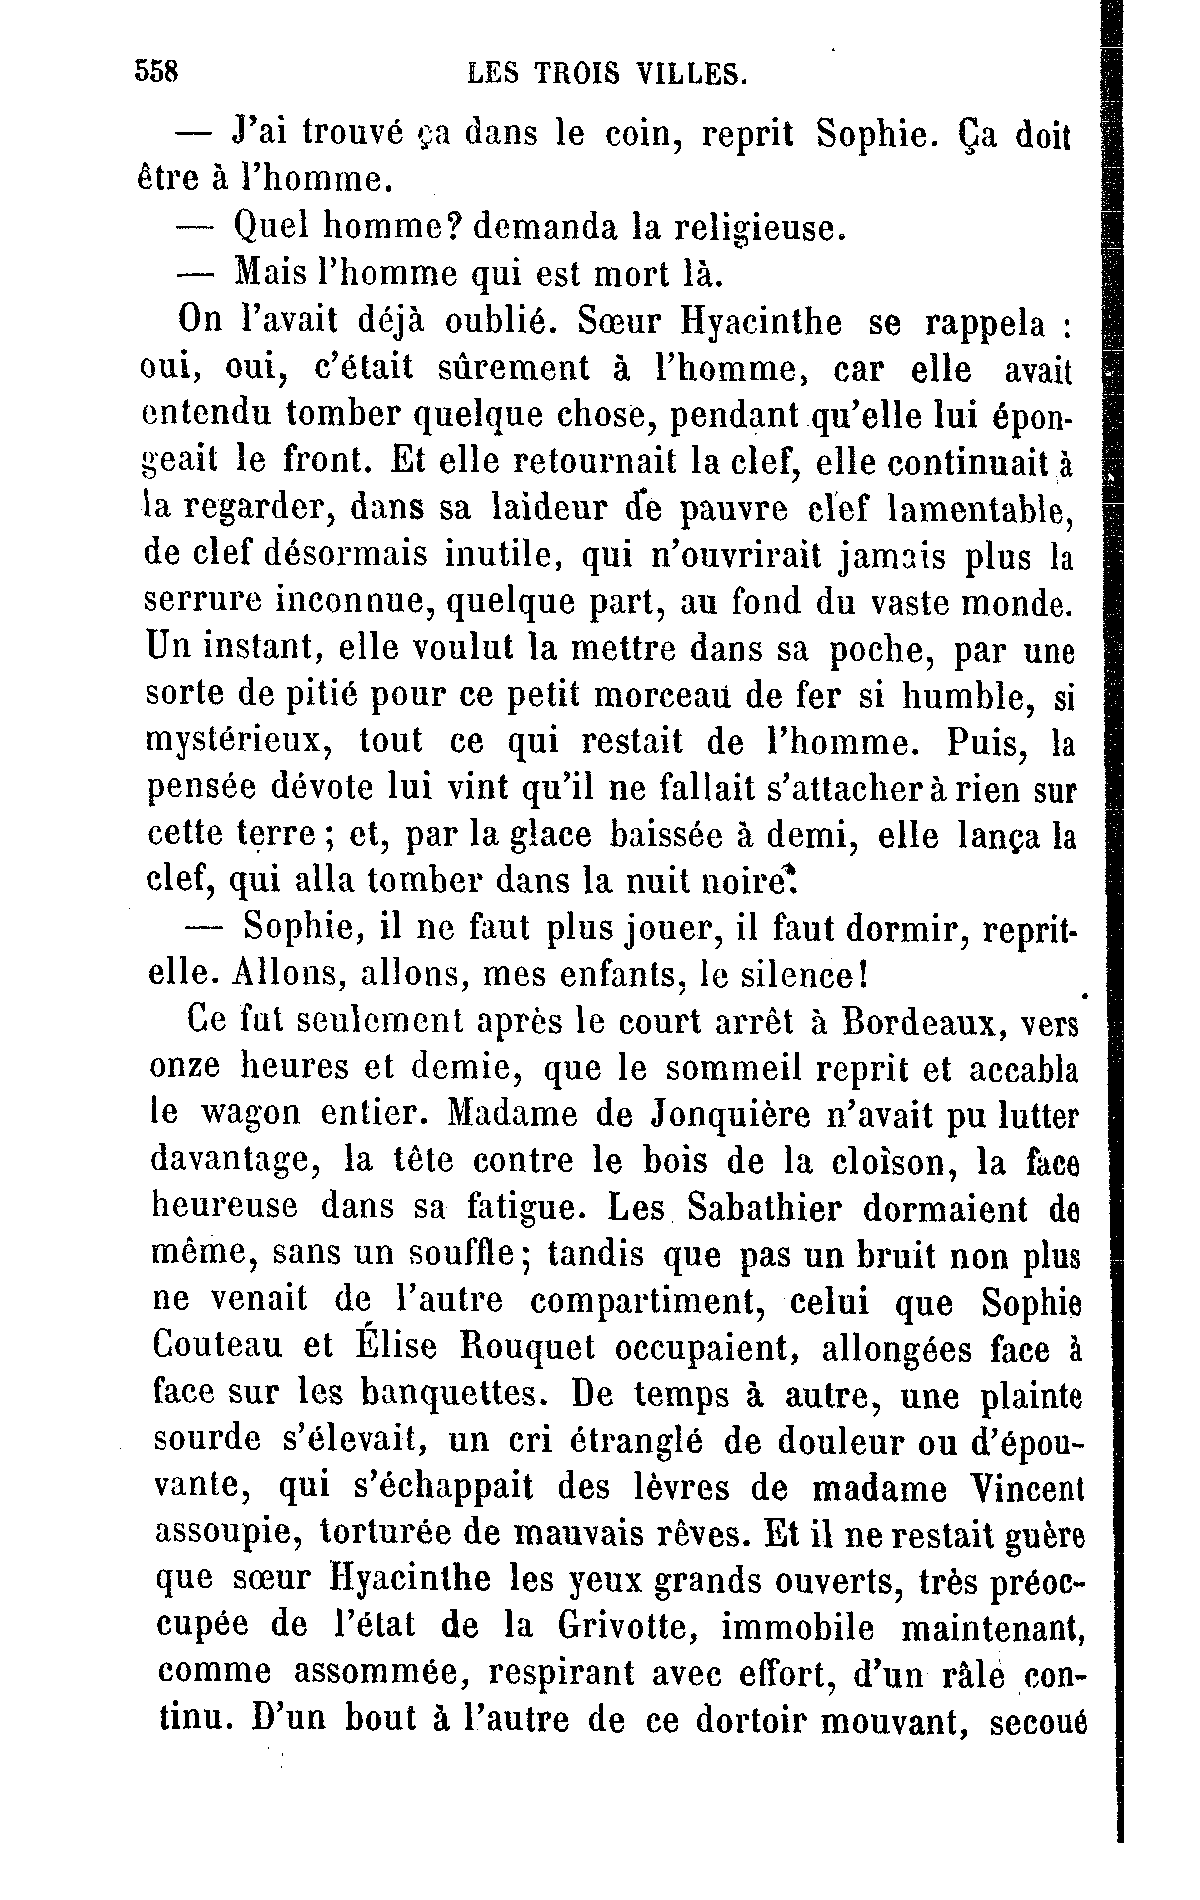 558 LES TROIS VILLES.
— J'ai trouvé ça dans le coin, reprit Sophie. Ça doit
être à l'homme.
— Quel homme? demanda la religieuse.
— Mais l'homme qui est mort là.
On l'avait déjà oublié. Sœur Hyacinthe se rappela :
oui, oui, c'était sûrement à l'homme, car elle avait
entendu tomber quelque chose, pendant qu'elle lui épon-
geait le front. Et elle retournait la clef, elle continuait à
la regarder, dans sa laideur de pauvre clef lamentable,
de clef désormais inutile, qui n'ouvrirait jamais plus la
serrure inconnue, quelque part, au fond du vaste monde.
Un instant, elle voulut la mettre dans sa poche, par une
sorte de pitié pour ce petit morceau de fer si humble, si
mystérieux, tout ce qui restait de l'homme. Puis, la
pensée dévote lui vint qu'il ne fallait s'attacher à rien sur
cette terre ; et, par la glace baissée à demi, elle lança la
clef, qui alla tomber dans la nuit noire.
— Sophie, il ne faut plus jouer, il faut dormir, reprit-
elle. Allons, allons, mes enfants, le silence!
Ce fut seulement après le court arrêt à Bordeaux, vers
onze heures et demie, que le sommeil reprit et accabla
le wagon entier. Madame de Jonquière n'avait pu lutter
davantage, la tête contre le bois de la cloison, la face
heureuse dans sa fatigue. Les Sabathier dormaient de
même, sans un souffle ; tandis que pas un bruit non plus
ne venait de l'autre compartiment, celui que Sophie
Couteau et Élise Rouquet occupaient, allongées face à
face sur les banquettes. De temps à autre, une plainte
sourde s'élevait, un cri étranglé de douleur ou d'épou-
vante, qui s'échappait des lèvres de madame Vincent
assoupie, torturée de mauvais rêves. Et il ne restait guère
que sœur Hyacinthe les yeux grands ouverts, très préoc-
cupée de l'état de la Grivotte, immobile maintenant,
comme assommée, respirant avec effort, d'un râle con-
tinu. D'un bout à l'autre de ce dortoir mouvant, secoué